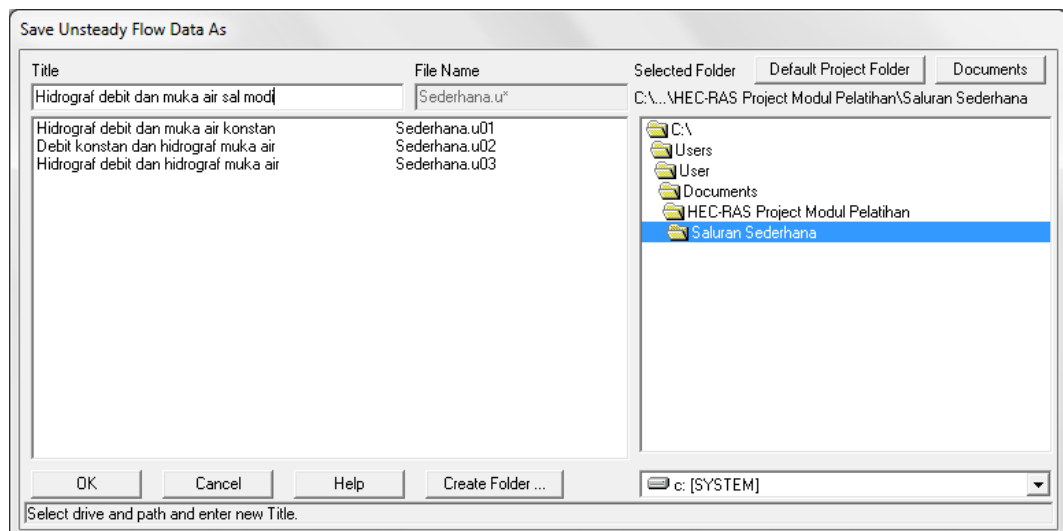 Save Unsteady Flow Data As
Title File Name Selected Folder Default Project Folder Documents
Hidrograf debit dan muka air sal modi Sederhana.u* C:\...\HEC-RAS Project Modul Pelatihan\Saluran Sederhana
Hidrograf debit dan muka air konstan Sederhana.u01
Debit konstan dan hidrograf muka air Sederhana.u02
Hidrograf debit dan hidrograf muka air Sederhana.u03
C:\
Users
User
Documents
HEC-RAS Project Modul Pelatihan
Saluran Sederhana
OK Cancel Help Create Folder ... c: [SYSTEM]
Select drive and path and enter new Title.